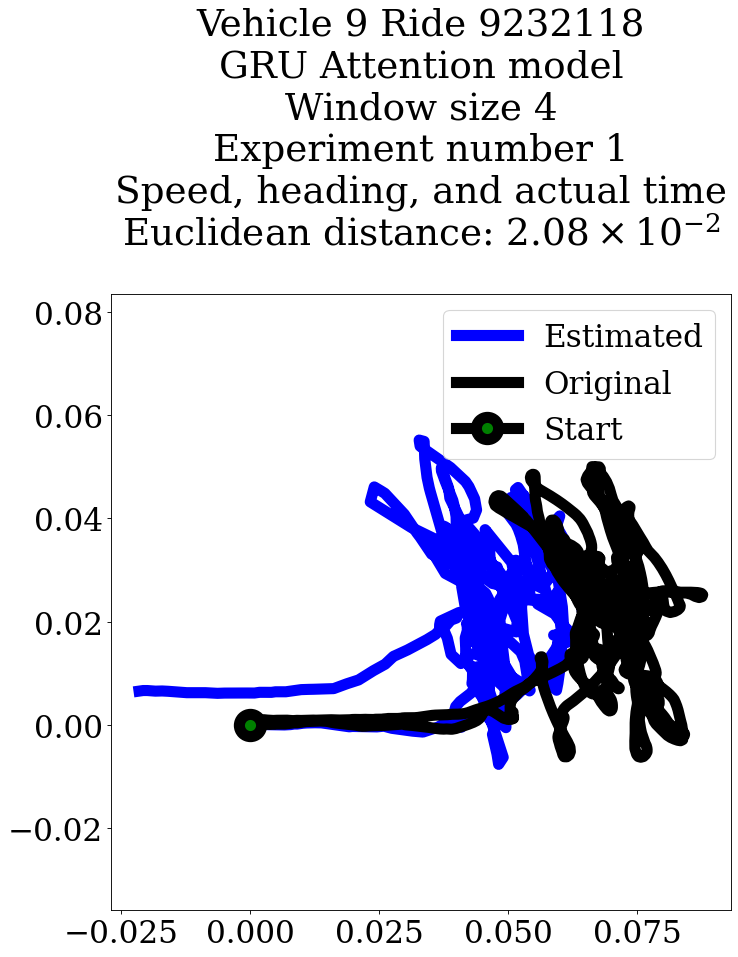 Vehicle 9 Ride 9232118
GRU Attention model
Window size 4
Experiment number 1
Speed, heading, and actual time
Euclidean distance: 2.08 × 10⁻²
Estimated
Original
Start
0.08
0.06
0.04
0.02
0.00
−0.02
−0.025 0.000 0.025 0.050 0.075